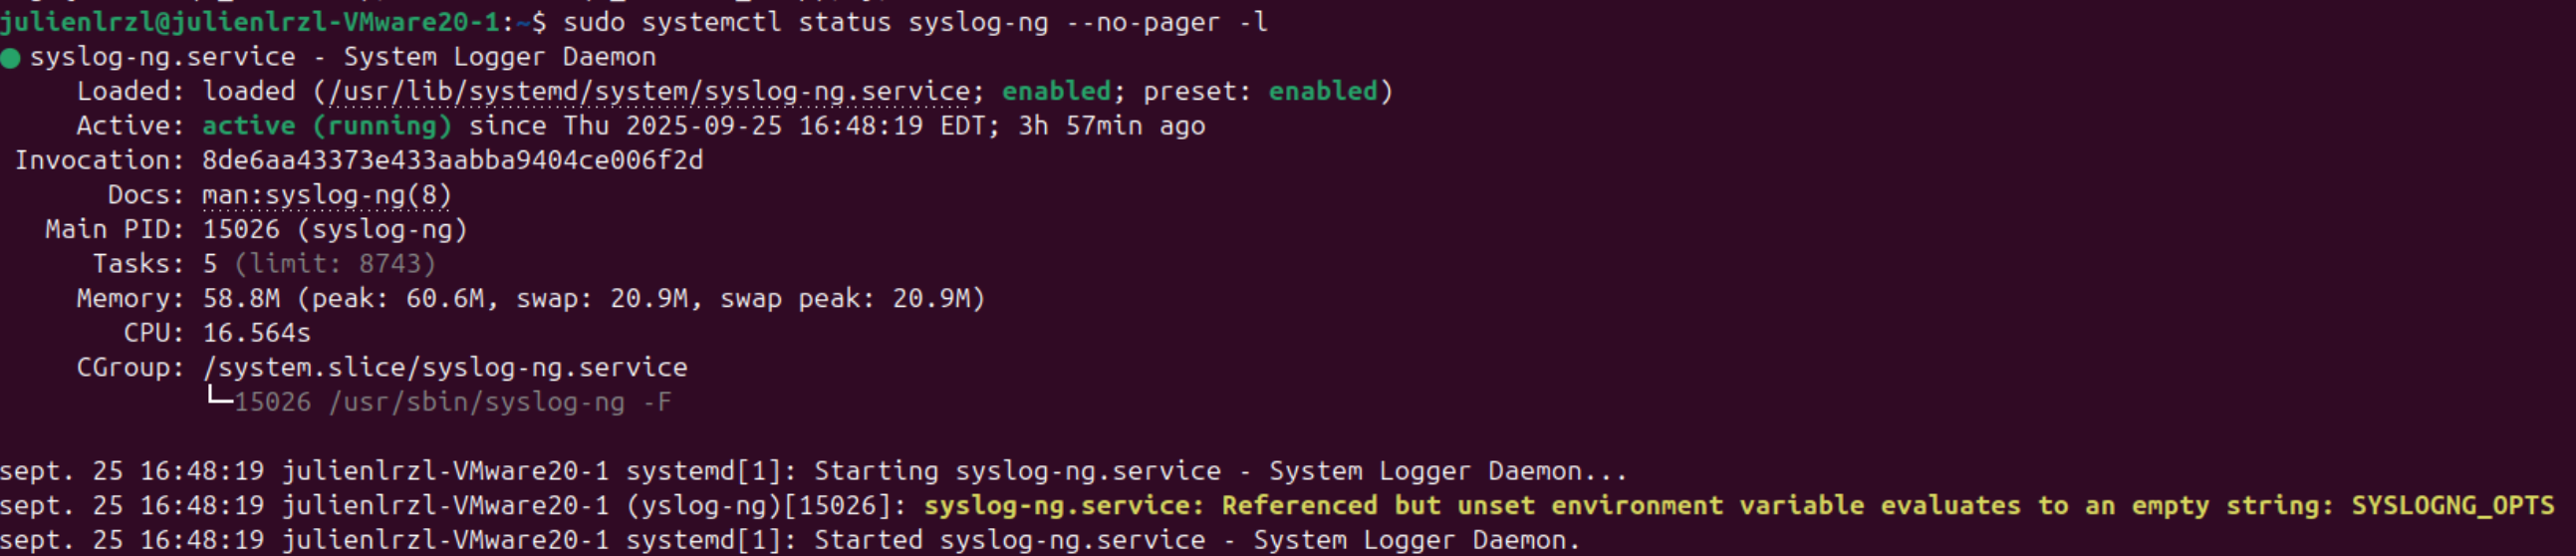 julienlrzl@julienlrzl-VMware20-1:~$ sudo systemctl status syslog-ng --no-pager -l
● syslog-ng.service - System Logger Daemon
Loaded: loaded (/usr/lib/systemd/system/syslog-ng.service; enabled; preset: enabled)
Active: active (running) since Thu 2025-09-25 16:48:19 EDT; 3h 57min ago
Invocation: 8de6aa43373e433aabba9404ce006f2d
Docs: man:syslog-ng(8)
Main PID: 15026 (syslog-ng)
Tasks: 5 (limit: 8743)
Memory: 58.8M (peak: 60.6M, swap: 20.9M, swap peak: 20.9M)
CPU: 16.564s
CGroup: /system.slice/syslog-ng.service
└─15026 /usr/sbin/syslog-ng -F
sept. 25 16:48:19 julienlrzl-VMware20-1 systemd[1]: Starting syslog-ng.service - System Logger Daemon...
sept. 25 16:48:19 julienlrzl-VMware20-1 (yslog-ng)[15026]: syslog-ng.service: Referenced but unset environment variable evaluates to an empty string: SYSLOGNG_OPTS
sept. 25 16:48:19 julienlrzl-VMware20-1 systemd[1]: Started syslog-ng.service - System Logger Daemon.